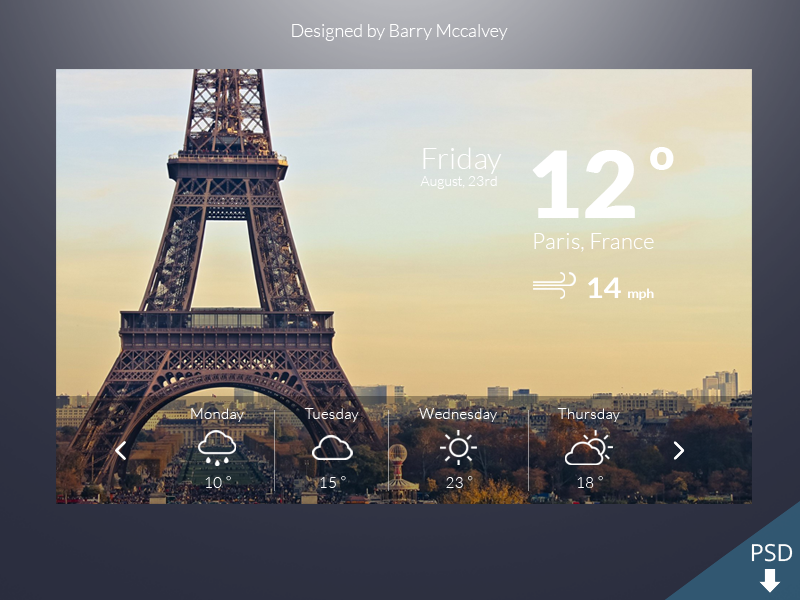 Designed by Barry Mccalvey
Friday
August, 23rd
12°
Paris, France
14 mph
Monday
Tuesday
Wednesday
Thursday
10 °
15 °
23 °
18 °
PSD